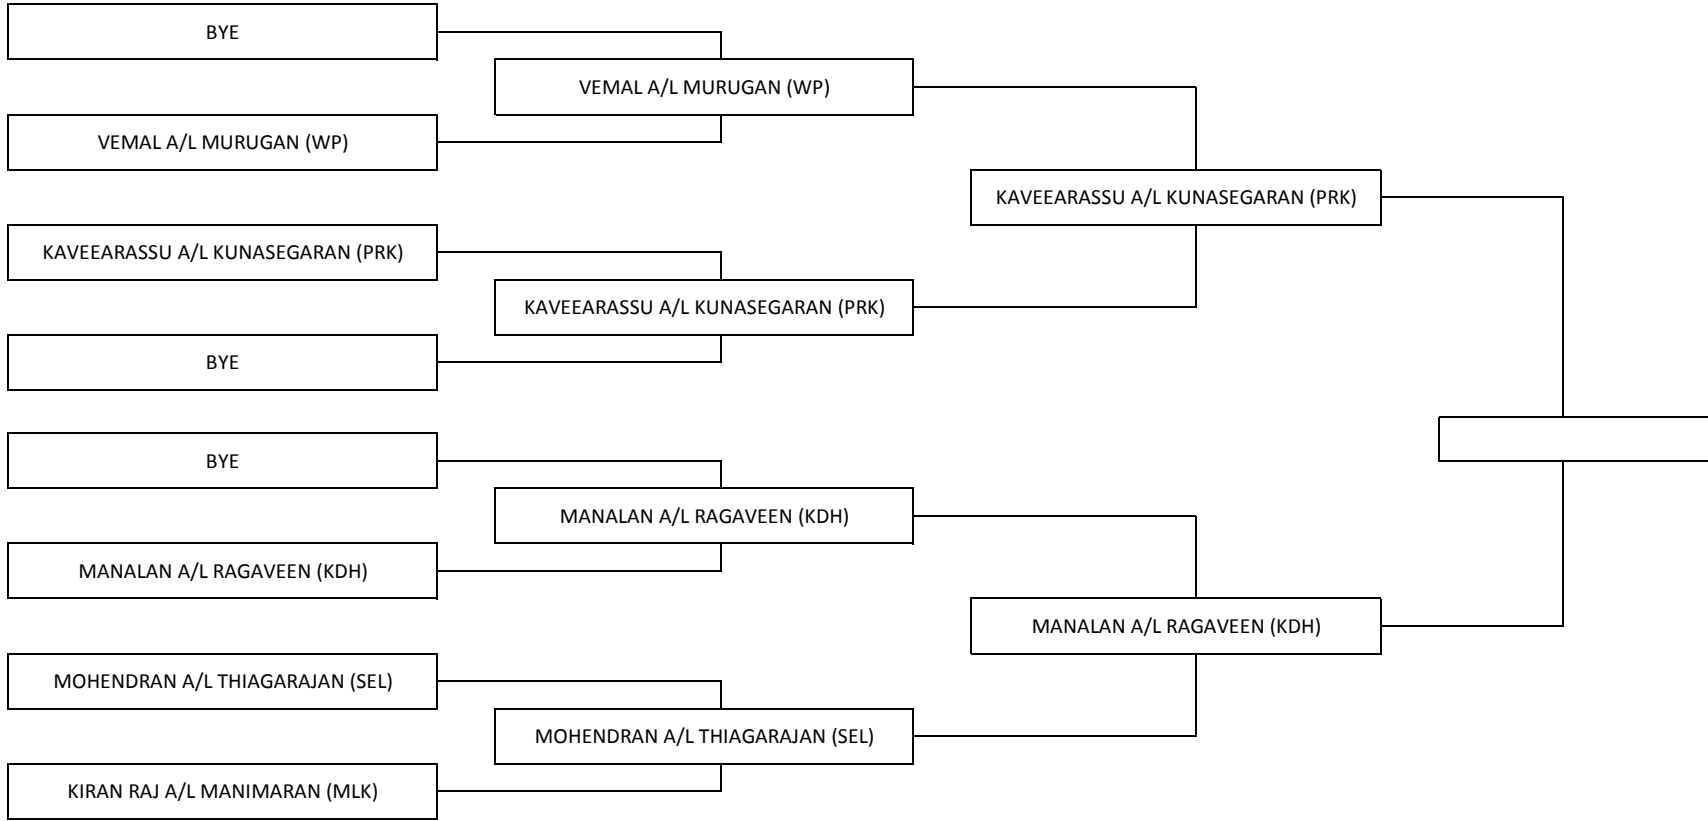 BYE
VEMAL A/L MURUGAN (WP)
VEMAL A/L MURUGAN (WP)
KAVEEARASSU A/L KUNASEGARAN (PRK)
KAVEEARASSU A/L KUNASEGARAN (PRK)
KAVEEARASSU A/L KUNASEGARAN (PRK)
BYE
BYE
MANALAN A/L RAGAVEEN (KDH)
MANALAN A/L RAGAVEEN (KDH)
MANALAN A/L RAGAVEEN (KDH)
MOHENDRAN A/L THIAGARAJAN (SEL)
MOHENDRAN A/L THIAGARAJAN (SEL)
KIRAN RAJ A/L MANIMARAN (MLK)